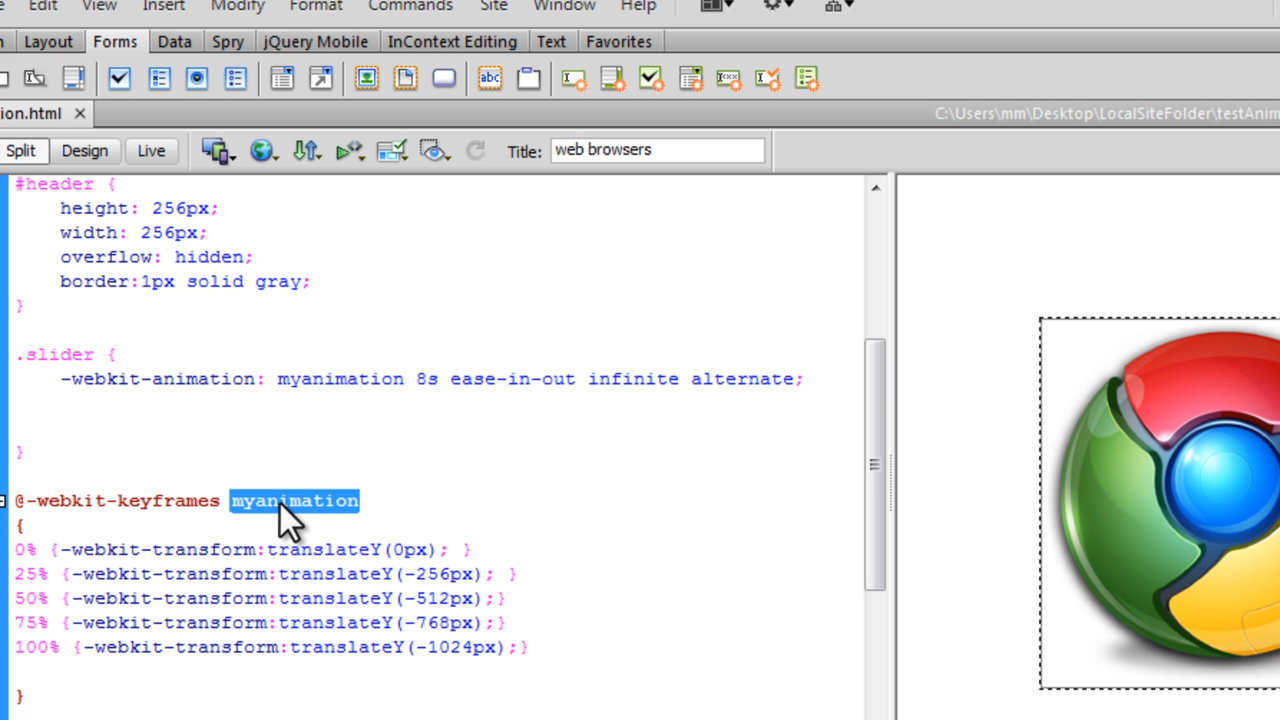 Edit View Insert Modify Format Commands Site Window Help
Layout Forms Data Spry jQuery Mobile InContext Editing Text Favorites
abc
ion.html × C:\Users\mm\Desktop\LocalSiteFolder\testAnim
Split Design Live Title: web browsers
#header {
height: 256px;
width: 256px;
overflow: hidden;
border:1px solid gray;
}
.slider {
-webkit-animation: myanimation 8s ease-in-out infinite alternate;
}
@-webkit-keyframes myanimation
{
0% {-webkit-transform:translateY(0px); }
25% {-webkit-transform:translateY(-256px); }
50% {-webkit-transform:translateY(-512px);}
75% {-webkit-transform:translateY(-768px);}
100% {-webkit-transform:translateY(-1024px);}
}